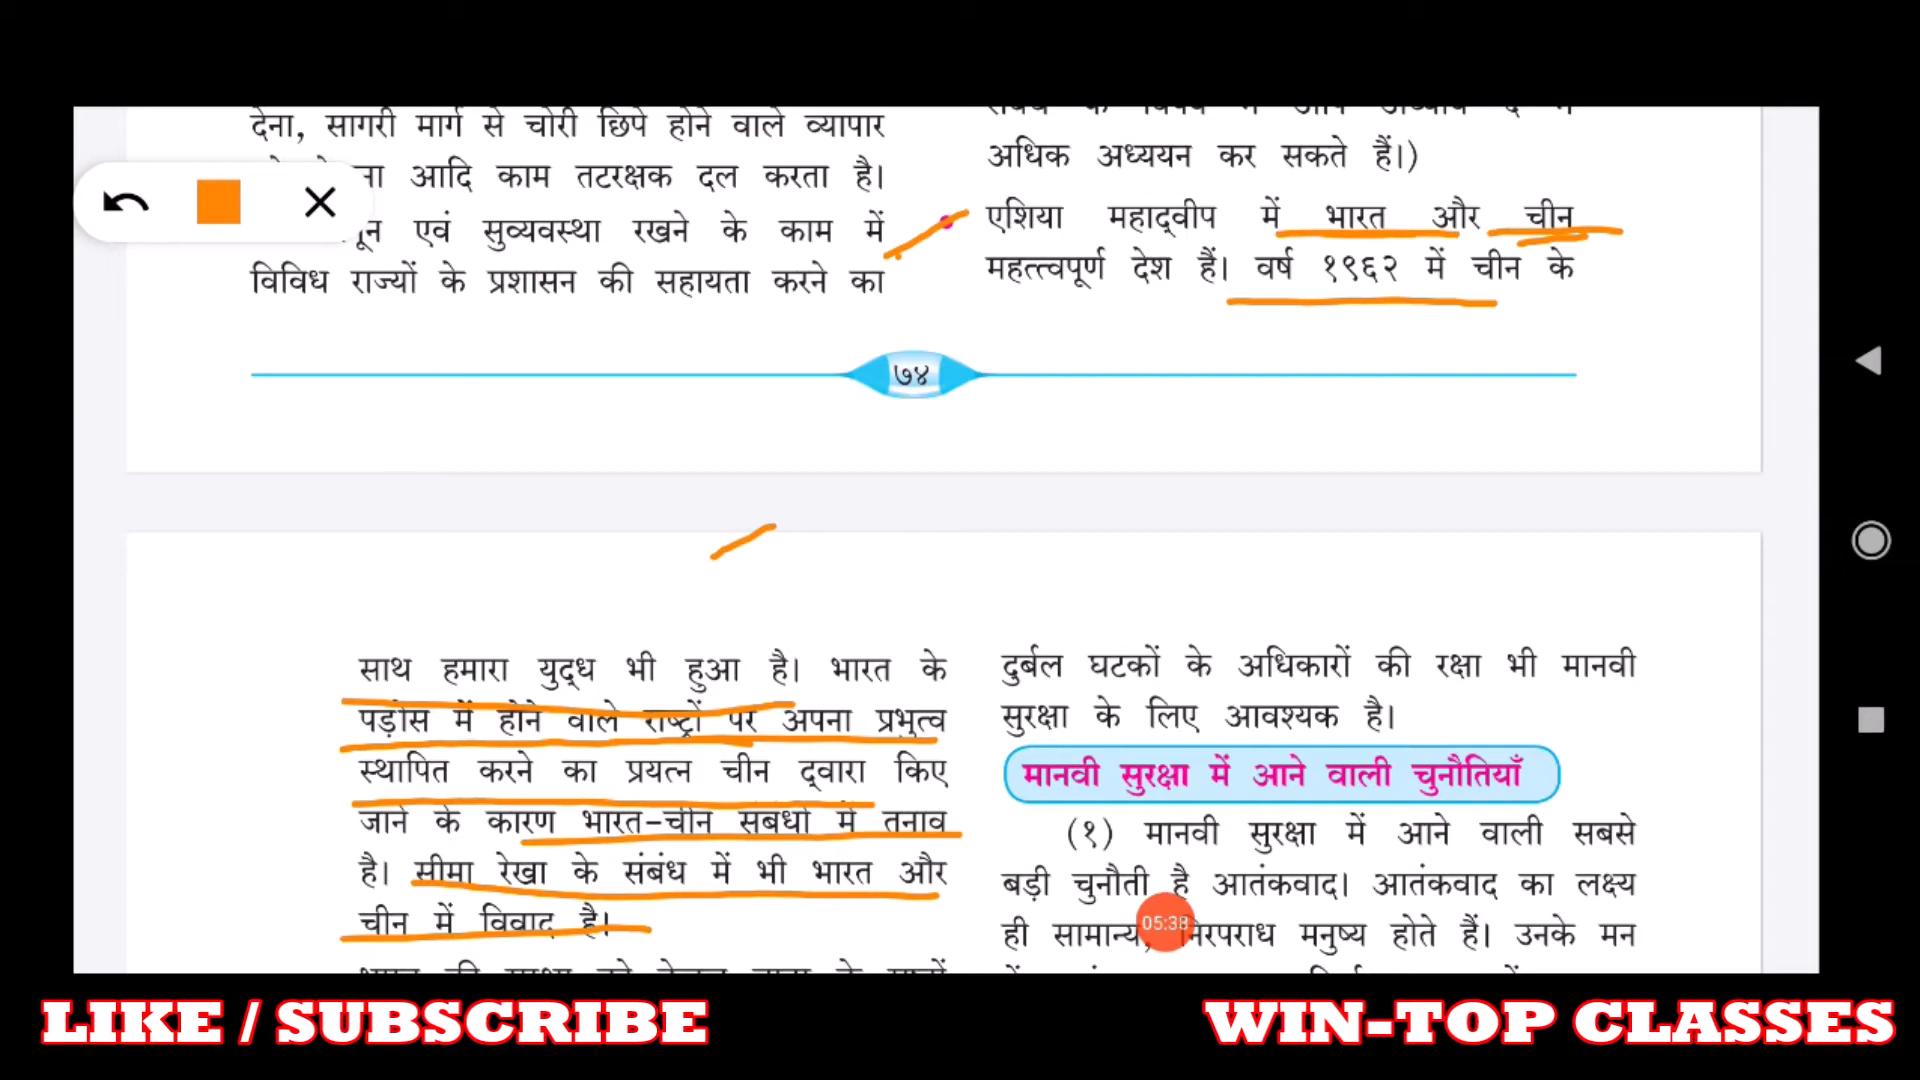 देना, सागरी मार्ग से चोरी छिपे होने वाले व्यापार
आदि काम तटरक्षक दल करता है।
एवं सुव्यवस्था रखने के काम में
विविध राज्यों के प्रशासन की सहायता करने का
अधिक अध्ययन कर सकते हैं।)
एशिया महाद्वीप में भारत और चीन
महत्त्वपूर्ण देश हैं। वर्ष १९६२ में चीन के
७४
साथ हमारा युद्ध भी हुआ है। भारत के
पड़ोस में होने वाले राष्ट्रों पर अपना प्रभुत्व
स्थापित करने का प्रयत्न चीन द्वारा किए
जाने के कारण भारत-चीन संबंधों में तनाव
है। सीमा रेखा के संबंध में भी भारत और
चीन में विवाद है।
दुर्बल घटकों के अधिकारों की रक्षा भी मानवी
सुरक्षा के लिए आवश्यक है।
मानवी सुरक्षा में आने वाली चुनौतियाँ
(१) मानवी सुरक्षा में आने वाली सबसे
बड़ी चुनौती है आतंकवाद। आतंकवाद का लक्ष्य
ही सामान्य, निरपराध मनुष्य होते हैं। उनके मन
05:38
LIKE / SUBSCRIBE
WIN-TOP CLASSES